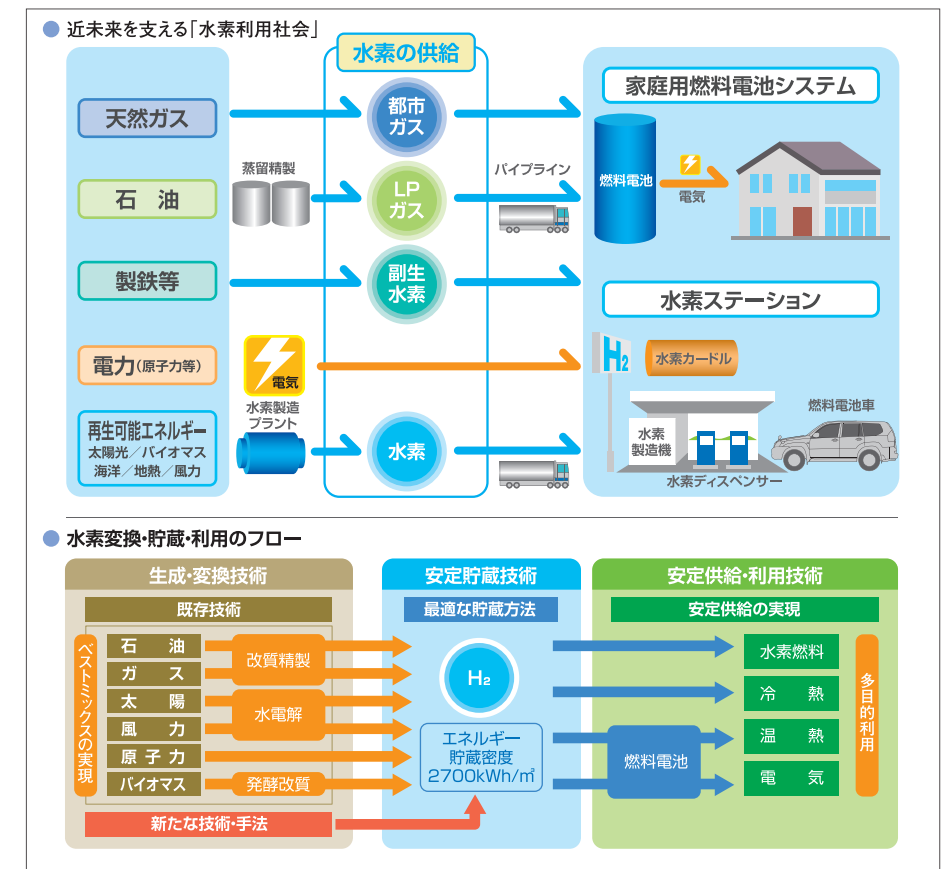 ● 近未来を支える「水素利用社会」
水素の供給
天然ガス
都市
ガス
家庭用燃料電池システム
石　油
蒸留精製
LP
ガス
パイプライン
燃料電池
電気
製鉄等
副生
水素
水素ステーション
電力(原子力等)
電気
H2
水素カードル
再生可能エネルギー
太陽光／バイオマス
海洋／地熱／風力
水素製造
プラント
水素
水素
製造機
燃料電池車
水素ディスペンサー
● 水素変換・貯蔵・利用のフロー
生成・変換技術
既存技術
ベストミックスの実現
石　油
ガ　ス
太　陽
風　力
原 子 力
バイオマス
改質精製
水電解
発酵改質
新たな技術・手法
安定貯蔵技術
最適な貯蔵方法
H2
エネルギー
貯蔵密度
2700kWh/㎥
安定供給・利用技術
安定供給の実現
燃料電池
水素燃料
冷　熱
温　熱
電　気
多目的利用